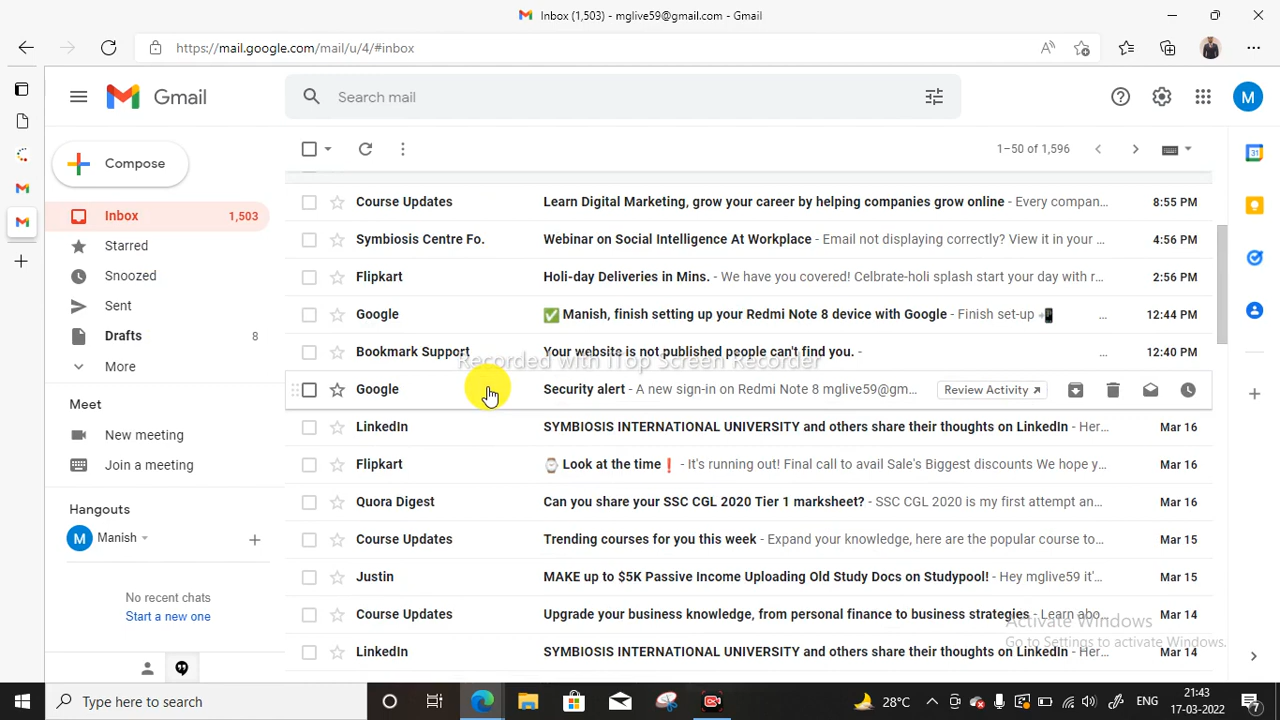 Inbox (1,503) - mglive59@gmail.com - Gmail
https://mail.google.com/mail/u/4/#inbox
Gmail
Search mail
M
Compose
1–50 of 1,596
Inbox 1,503
Starred
Snoozed
Sent
Drafts 8
More
Meet
New meeting
Join a meeting
Hangouts
M Manish
No recent chats
Start a new one
Course Updates Learn Digital Marketing, grow your career by helping companies grow online - Every compan... 8:55 PM
Symbiosis Centre Fo. Webinar on Social Intelligence At Workplace - Email not displaying correctly? View it in your ... 4:56 PM
Flipkart Holi-day Deliveries in Mins. - We have you covered! Celbrate-holi splash start your day with r... 2:56 PM
Google ✅ Manish, finish setting up your Redmi Note 8 device with Google - Finish set-up 📲 ... 12:44 PM
Bookmark Support Your website is not published people can't find you. - ... 12:40 PM
Recorded with iTop Screen Recorder
Google Security alert - A new sign-in on Redmi Note 8 mglive59@gm... Review Activity
LinkedIn SYMBIOSIS INTERNATIONAL UNIVERSITY and others share their thoughts on LinkedIn - Her... Mar 16
Flipkart ⌚ Look at the time❗ - It's running out! Final call to avail Sale's Biggest discounts We hope y... Mar 16
Quora Digest Can you share your SSC CGL 2020 Tier 1 marksheet? - SSC CGL 2020 is my first attempt an... Mar 16
Course Updates Trending courses for you this week - Expand your knowledge, here are the popular course to... Mar 15
Justin MAKE up to $5K Passive Income Uploading Old Study Docs on Studypool! - Hey mglive59 it'... Mar 15
Course Updates Upgrade your business knowledge, from personal finance to business strategies - Learn abo... Mar 14
Activate Windows
Go to Settings to activate Windows.
LinkedIn SYMBIOSIS INTERNATIONAL UNIVERSITY and others share their thoughts on LinkedIn - Her... Mar 14
Type here to search
28°C
ENG
21:43
17-03-2022
7
31